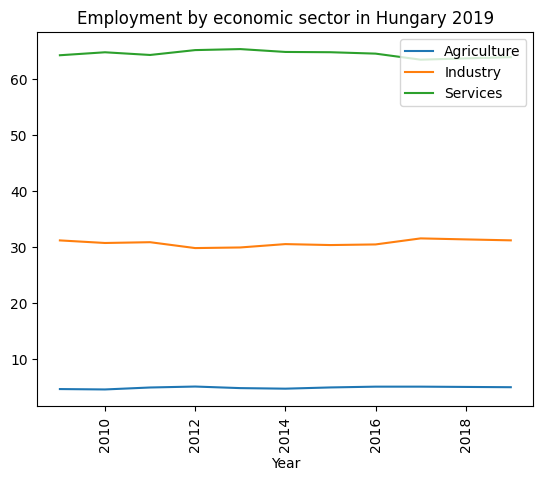 Employment by economic sector in Hungary 2019
Agriculture
Industry
Services
60
50
40
30
20
10
2010
2012
2014
2016
2018
Year